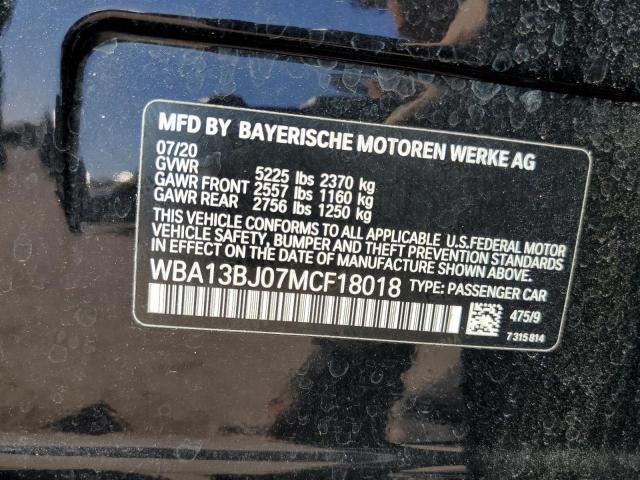 MFD BY BAYERISCHE MOTOREN WERKE AG
07/20
GVWR 5225 lbs 2370 kg
GAWR FRONT 2557 lbs 1160 kg
GAWR REAR 2756 lbs 1250 kg
THIS VEHICLE CONFORMS TO ALL APPLICABLE U.S.FEDERAL MOTOR
VEHICLE SAFETY, BUMPER AND THEFT PREVENTION STANDARDS
IN EFFECT ON THE DATE OF MANUFACTURE SHOWN ABOVE.
WBA13BJ07MCF18018 TYPE: PASSENGER CAR
475/9
7 315 814